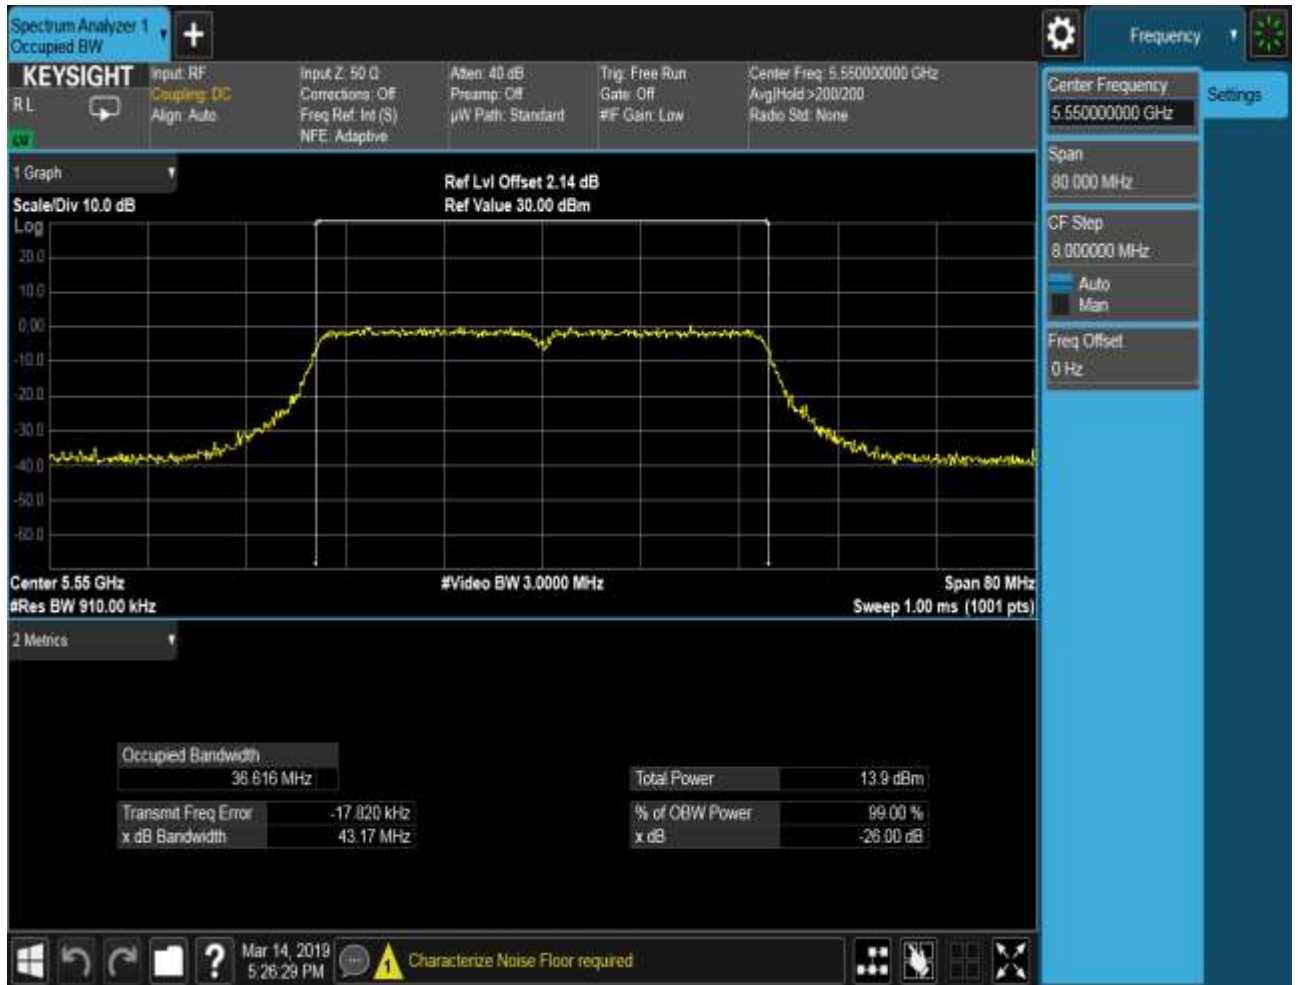 Spectrum Analyzer 1
Occupied BW
Frequency
KEYSIGHT
R L
Input: RF
Coupling: DC
Align: Auto
Input Z: 50 Ω
Corrections: Off
Freq Ref: Int (S)
NFE: Adaptive
Atten: 40 dB
Preamp: Off
µW Path: Standard
Trig: Free Run
Gate: Off
#IF Gain: Low
Center Freq: 5.550000000 GHz
Avg|Hold:>200/200
Radio Std: None
Center Frequency
5.550000000 GHz
Settings
Span
80.000 MHz
CF Step
8.000000 MHz
Auto
Man
Freq Offset
0 Hz
1 Graph
Scale/Div 10.0 dB
Ref Lvl Offset 2.14 dB
Ref Value 30.00 dBm
Log
20.0
10.0
0.00
-10.0
-20.0
-30.0
-40.0
-50.0
-60.0
Center 5.55 GHz
#Video BW 3.0000 MHz
Span 80 MHz
#Res BW 910.00 kHz
Sweep 1.00 ms (1001 pts)
2 Metrics
Occupied Bandwidth
36.616 MHz
Total Power 13.9 dBm
Transmit Freq Error -17.820 kHz
% of OBW Power 99.00 %
x dB Bandwidth 43.17 MHz
x dB -26.00 dB
Mar 14, 2019
5:26:29 PM
1
Characterize Noise Floor required